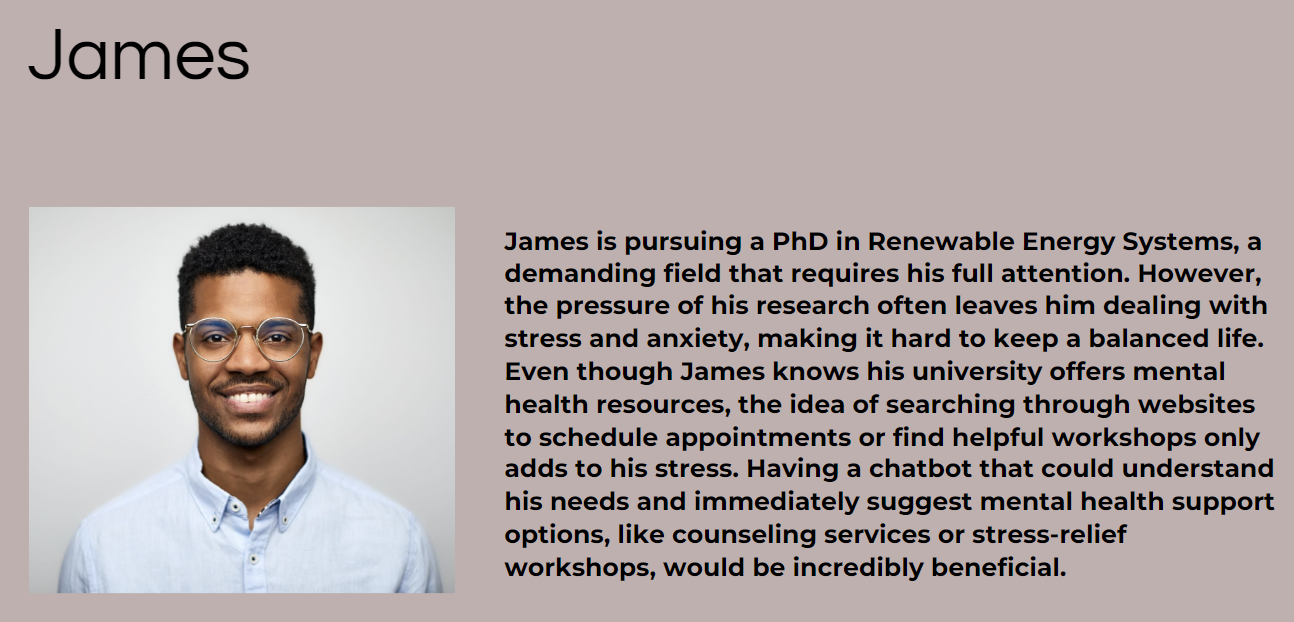 James
James is pursuing a PhD in Renewable Energy Systems, a
demanding field that requires his full attention. However,
the pressure of his research often leaves him dealing with
stress and anxiety, making it hard to keep a balanced life.
Even though James knows his university offers mental
health resources, the idea of searching through websites
to schedule appointments or find helpful workshops only
adds to his stress. Having a chatbot that could understand
his needs and immediately suggest mental health support
options, like counseling services or stress-relief
workshops, would be incredibly beneficial.